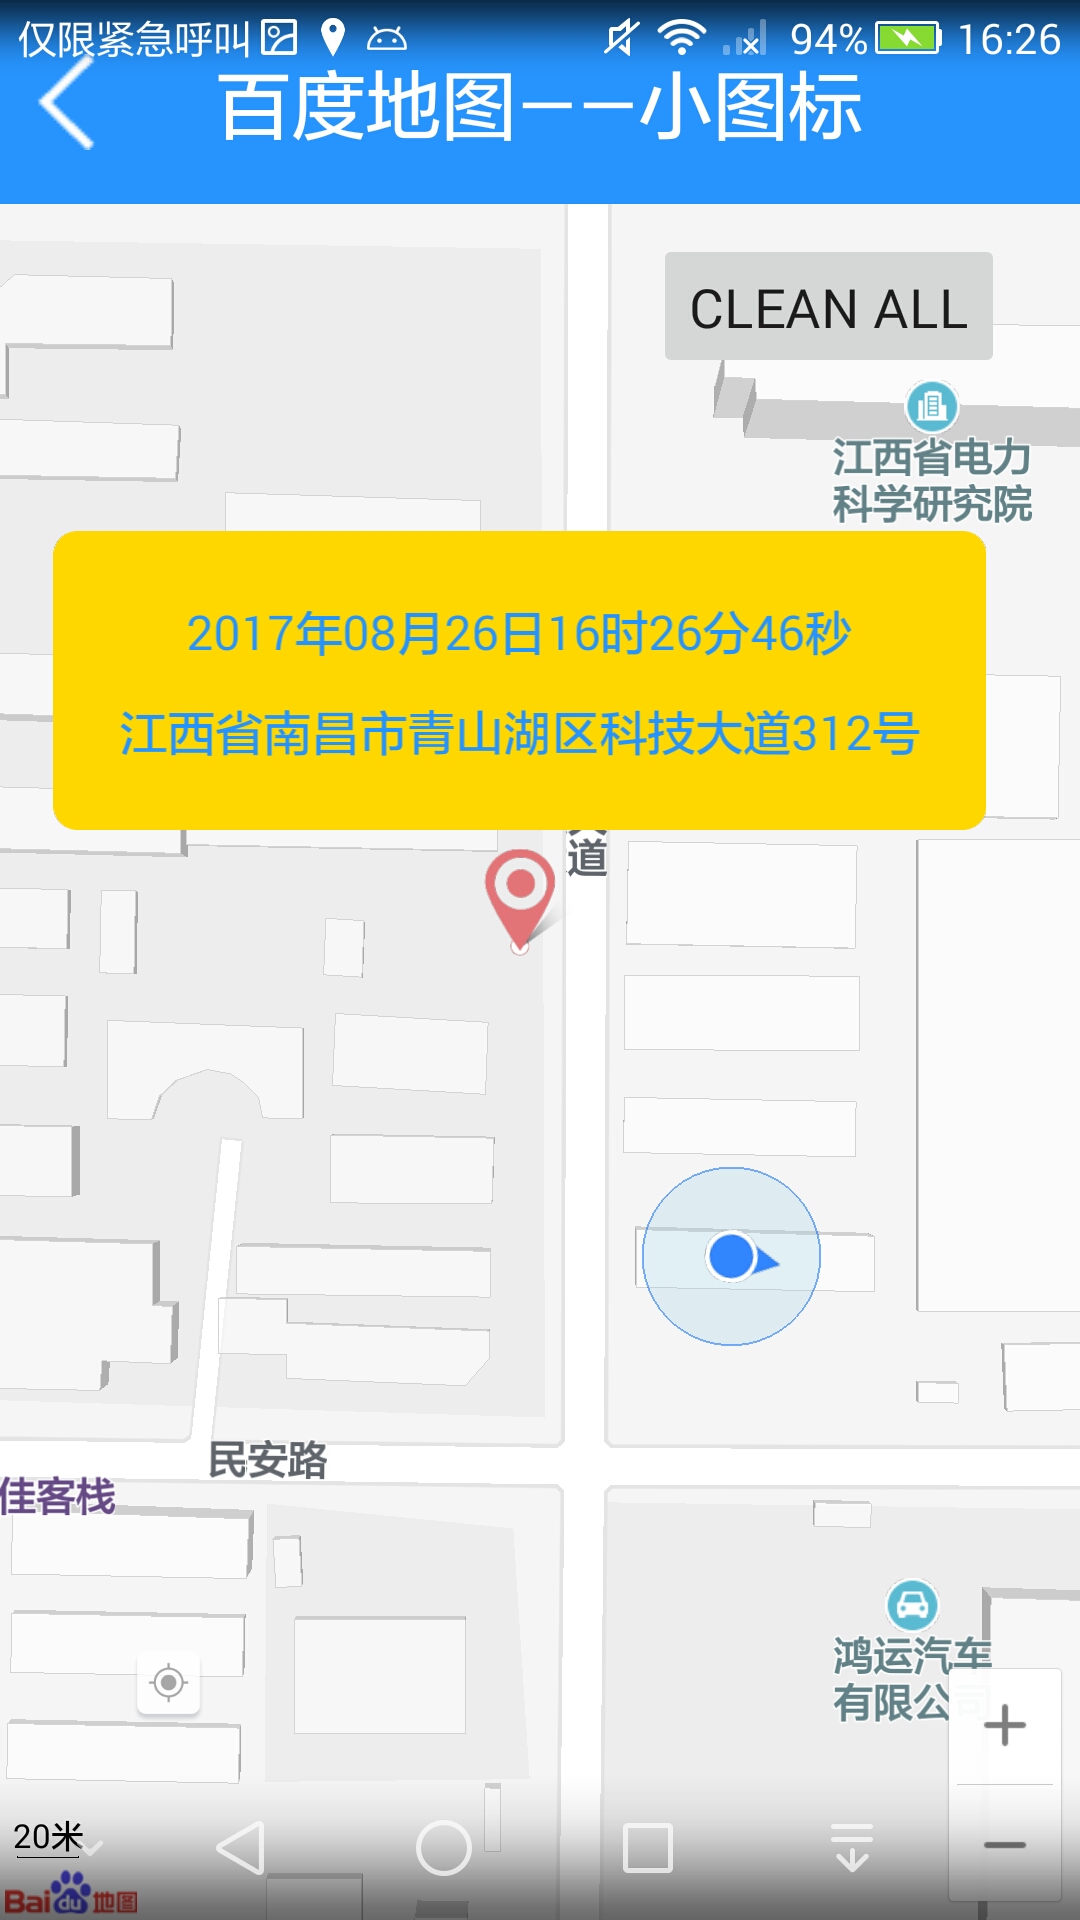 仅限紧急呼叫 94% 16:26
百度地图——小图标
CLEAN ALL
江西省电力
科学研究院
2017年08月26日16时26分46秒
江西省南昌市青山湖区科技大道312号
道
民安路
佳客栈
鸿运汽车
有限公司
20米
Baidu地图